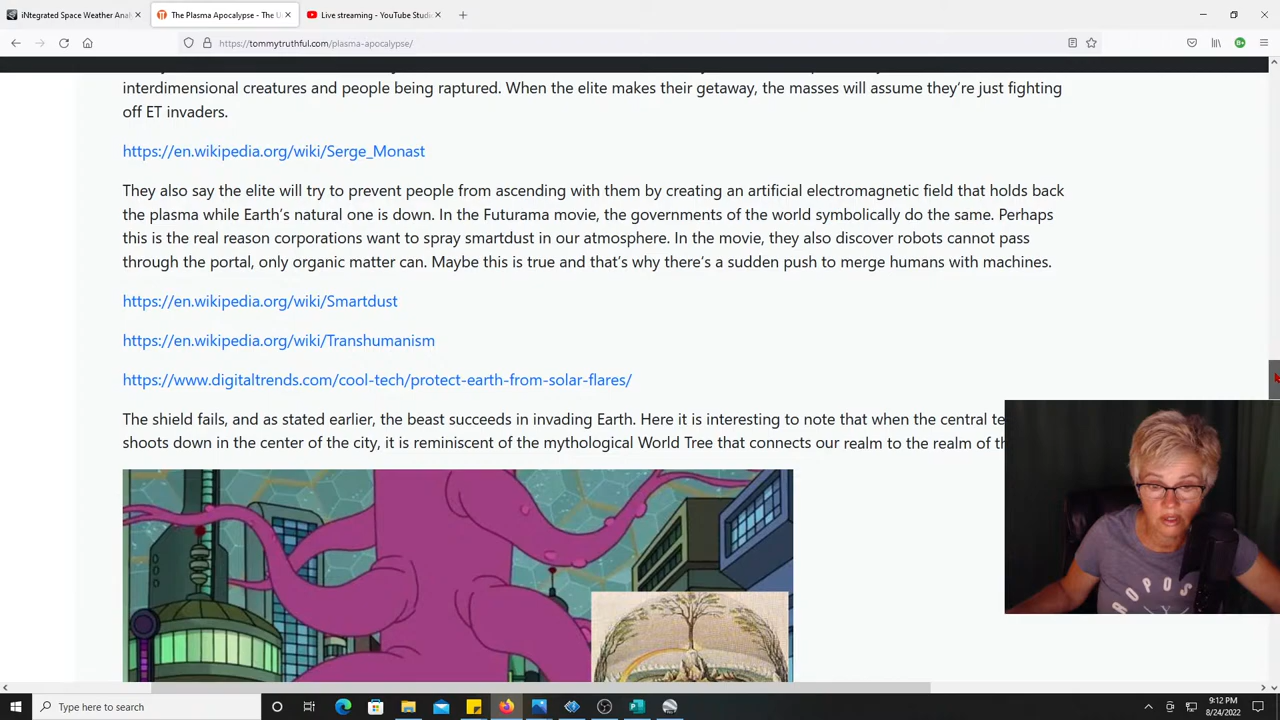 iNtegrated Space Weather Anal
The Plasma Apocalypse - The U
Live streaming - YouTube Studi
https://tommytruthful.com/plasma-apocalypse/
interdimensional creatures and people being raptured. When the elite makes their getaway, the masses will assume they're just fighting
off ET invaders.
https://en.wikipedia.org/wiki/Serge_Monast
They also say the elite will try to prevent people from ascending with them by creating an artificial electromagnetic field that holds back
the plasma while Earth's natural one is down. In the Futurama movie, the governments of the world symbolically do the same. Perhaps
this is the real reason corporations want to spray smartdust in our atmosphere. In the movie, they also discover robots cannot pass
through the portal, only organic matter can. Maybe this is true and that's why there's a sudden push to merge humans with machines.
https://en.wikipedia.org/wiki/Smartdust
https://en.wikipedia.org/wiki/Transhumanism
https://www.digitaltrends.com/cool-tech/protect-earth-from-solar-flares/
The shield fails, and as stated earlier, the beast succeeds in invading Earth. Here it is interesting to note that when the central te
shoots down in the center of the city, it is reminiscent of the mythological World Tree that connects our realm to the realm of th
ROPOS
Type here to search
9:12 PM
8/24/2022